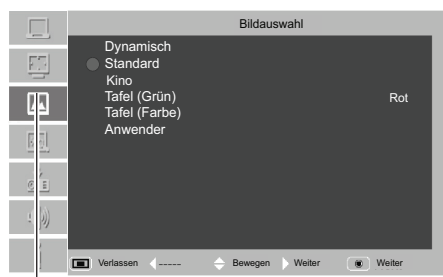 Bildauswahl
Dynamisch
Standard
Kino
Tafel (Grün) Rot
Tafel (Farbe)
Anwender
Verlassen ----- Bewegen Weiter Weiter